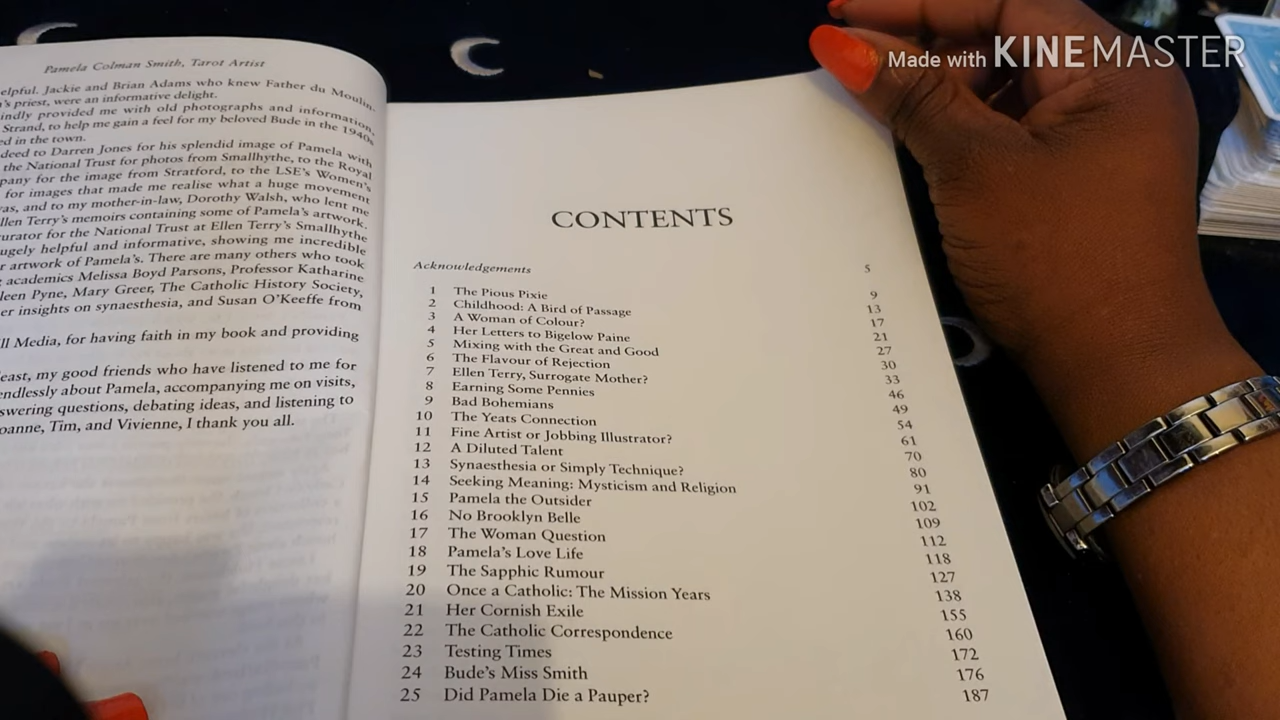 Made with KINEMASTER
Pamela Colman Smith, Tarot Artist
elpful. Jackie and Brian Adams who knew Father du Moulin.
's priest, were an informative delight.
indly provided me with old photographs and information,
Strand, to help me gain a feel for my beloved Bude in the 1940s
ed in the town.
deed to Darren Jones for his splendid image of Pamela with
the National Trust for photos from Smallhythe, to the Royal
pany for the image from Stratford, to the LSE's Women's
for images that made me realise what a huge movement
as, and to my mother-in-law, Dorothy Walsh, who lent me
llen Terry's memoirs containing some of Pamela's artwork.
urator for the National Trust at Ellen Terry's Smallhythe
ugely helpful and informative, showing me incredible
r artwork of Pamela's. There are many others who took
academics Melissa Boyd Parsons, Professor Katharine
leen Pyne, Mary Greer, The Catholic History Society,
er insights on synaesthesia, and Susan O'Keeffe from
ll Media, for having faith in my book and providing
east, my good friends who have listened to me for
endlessly about Pamela, accompanying me on visits,
swering questions, debating ideas, and listening to
oanne, Tim, and Vivienne, I thank you all.
CONTENTS
Acknowledgements 5
1 The Pious Pixie 9
2 Childhood: A Bird of Passage 13
3 A Woman of Colour? 17
4 Her Letters to Bigelow Paine 21
5 Mixing with the Great and Good 27
6 The Flavour of Rejection 30
7 Ellen Terry, Surrogate Mother? 33
8 Earning Some Pennies 46
9 Bad Bohemians 49
10 The Yeats Connection 54
11 Fine Artist or Jobbing Illustrator? 61
12 A Diluted Talent 70
13 Synaesthesia or Simply Technique? 80
14 Seeking Meaning: Mysticism and Religion 91
15 Pamela the Outsider 102
16 No Brooklyn Belle 109
17 The Woman Question 112
18 Pamela's Love Life 118
19 The Sapphic Rumour 127
20 Once a Catholic: The Mission Years 138
21 Her Cornish Exile 155
22 The Catholic Correspondence 160
23 Testing Times 172
24 Bude's Miss Smith 176
25 Did Pamela Die a Pauper? 187